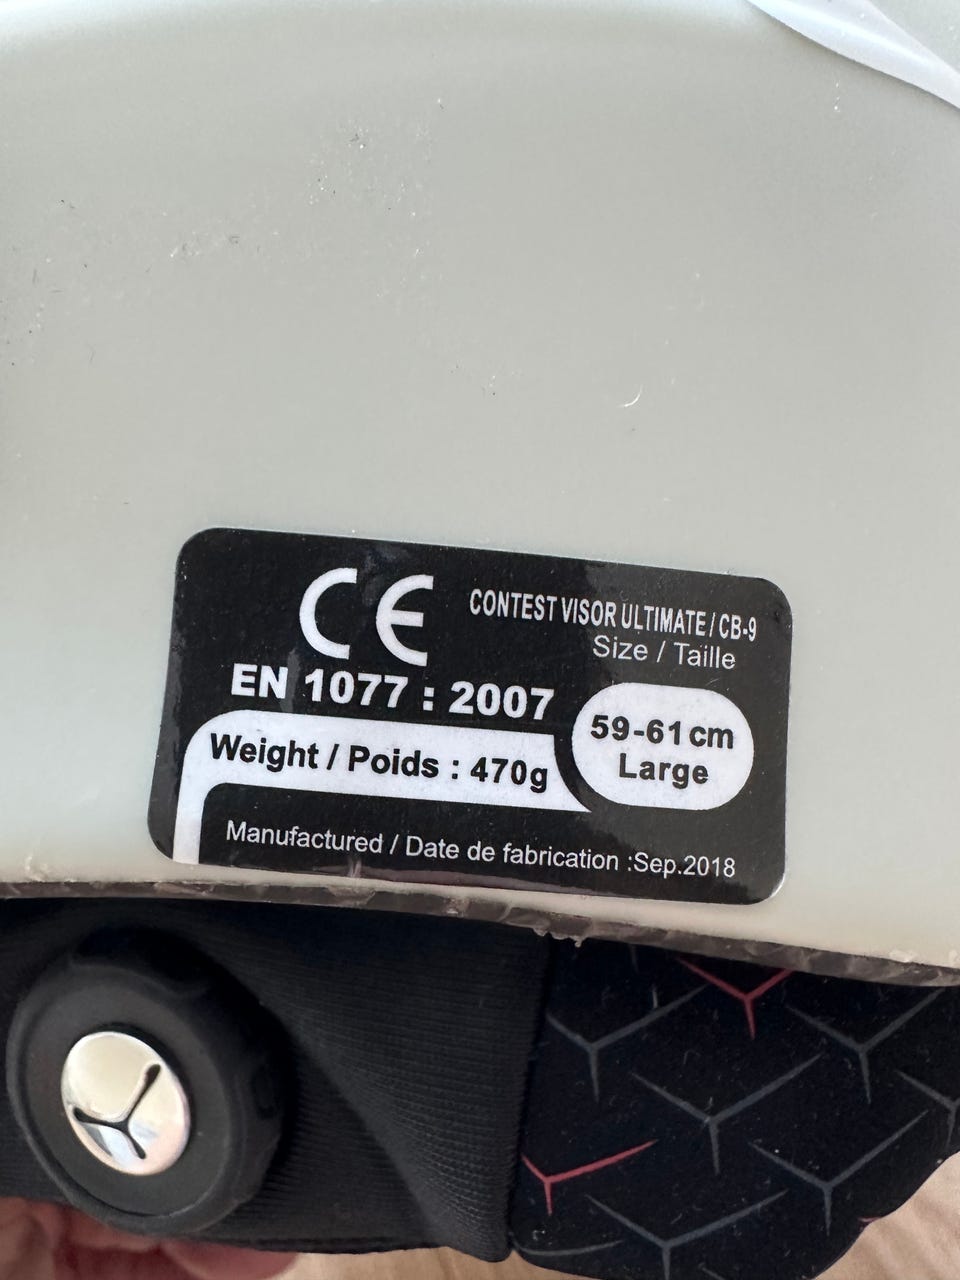 CE
CONTEST VISOR ULTIMATE / CB-9
Size / Taille
EN 1077 : 2007
59-61cm
Large
Weight / Poids : 470g
Manufactured / Date de fabrication :Sep.2018